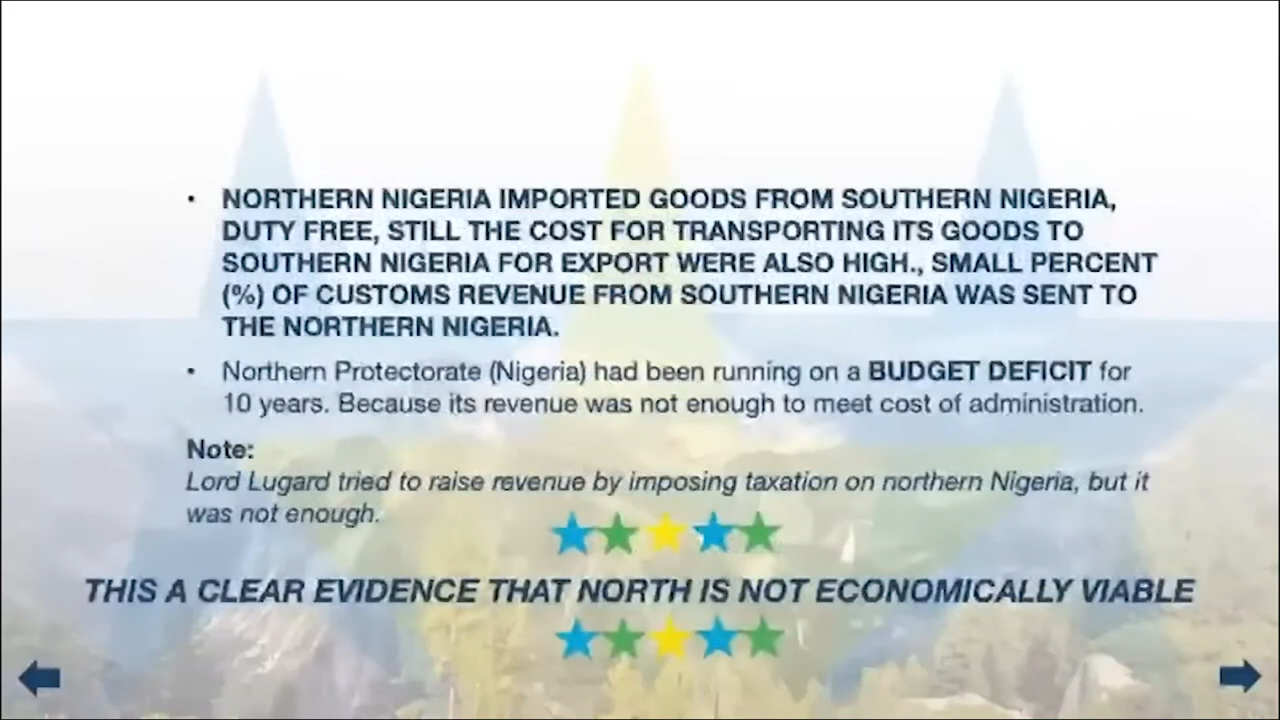 • NORTHERN NIGERIA IMPORTED GOODS FROM SOUTHERN NIGERIA,
DUTY FREE, STILL THE COST FOR TRANSPORTING ITS GOODS TO
SOUTHERN NIGERIA FOR EXPORT WERE ALSO HIGH., SMALL PERCENT
(%) OF CUSTOMS REVENUE FROM SOUTHERN NIGERIA WAS SENT TO
THE NORTHERN NIGERIA.
• Northern Protectorate (Nigeria) had been running on a BUDGET DEFICIT for
10 years. Because its revenue was not enough to meet cost of administration.
Note:
Lord Lugard tried to raise revenue by imposing taxation on northern Nigeria, but it
was not enough.
THIS A CLEAR EVIDENCE THAT NORTH IS NOT ECONOMICALLY VIABLE